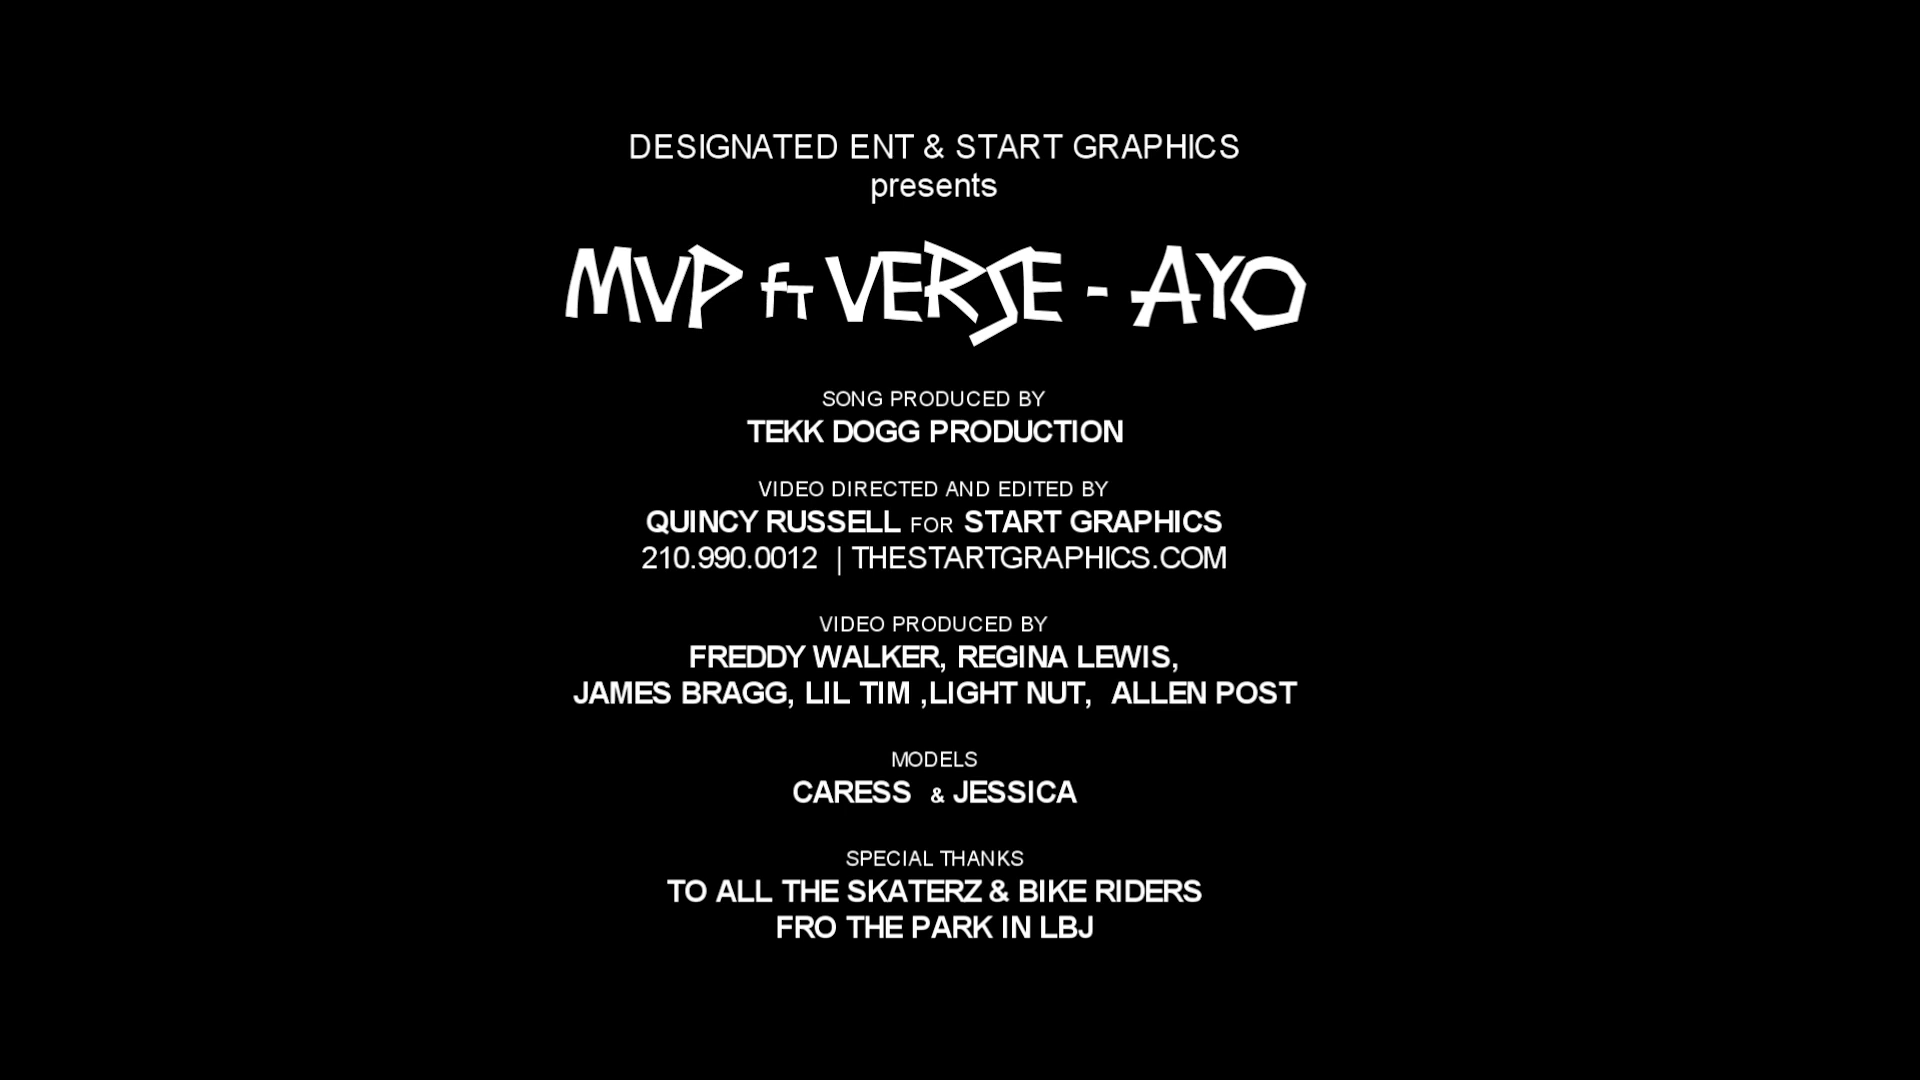 DESIGNATED ENT & START GRAPHICS
presents
MVP ft VERSE - AYO
SONG PRODUCED BY
TEKK DOGG PRODUCTION
VIDEO DIRECTED AND EDITED BY
QUINCY RUSSELL FOR START GRAPHICS
210.990.0012 | THESTARTGRAPHICS.COM
VIDEO PRODUCED BY
FREDDY WALKER, REGINA LEWIS,
JAMES BRAGG, LIL TIM ,LIGHT NUT, ALLEN POST
MODELS
CARESS & JESSICA
SPECIAL THANKS
TO ALL THE SKATERZ & BIKE RIDERS
FRO THE PARK IN LBJ